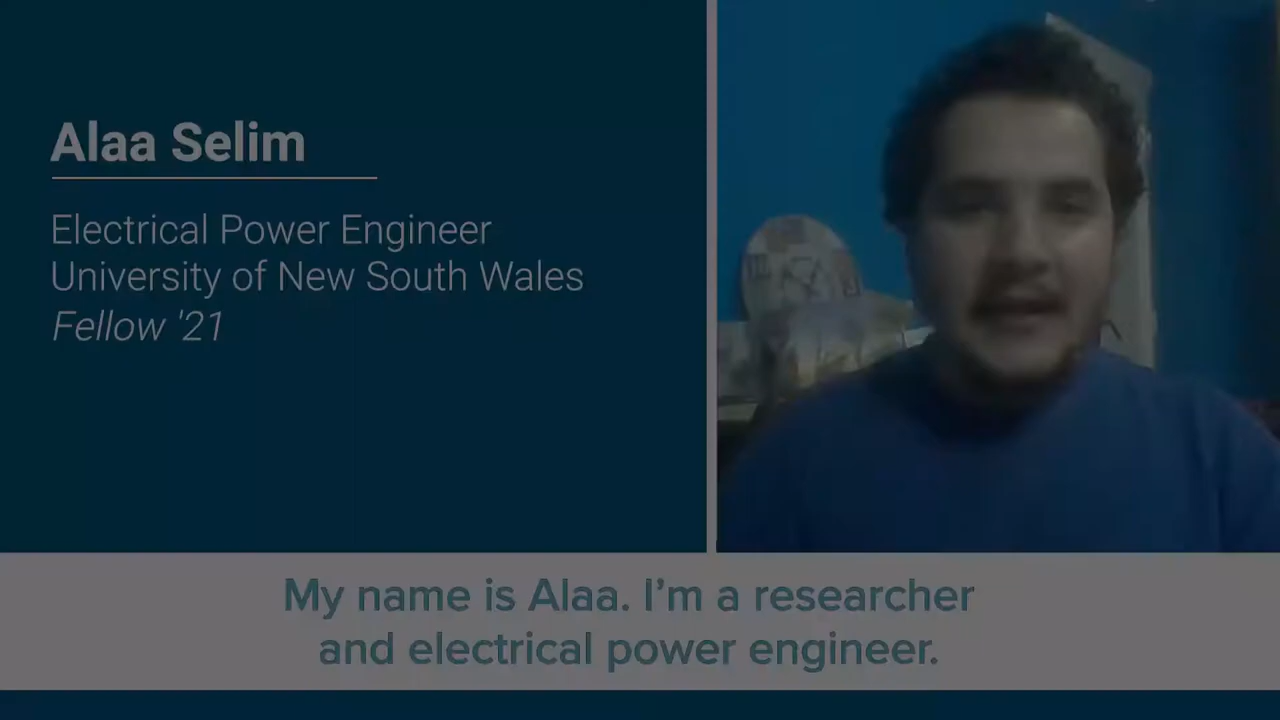 Alaa Selim
Electrical Power Engineer
University of New South Wales
Fellow '21
My name is Alaa. I’m a researcher
and electrical power engineer.